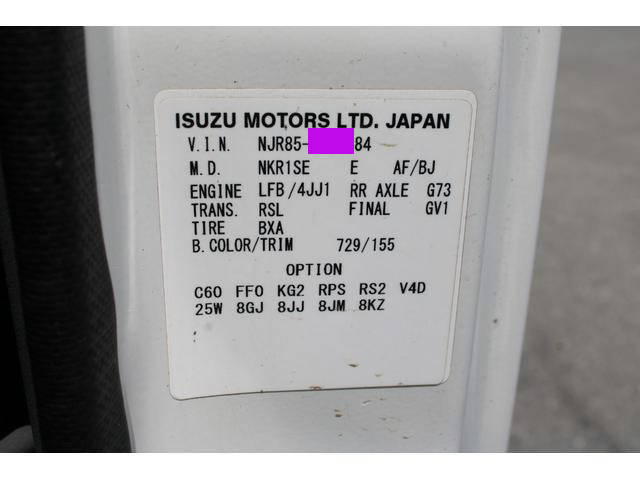 ISUZU MOTORS LTD. JAPAN
V.I.N. NJR85- 84
M.D. NKR1SE E AF/BJ
ENGINE LFB/4JJ1 RR AXLE G73
TRANS. RSL FINAL GV1
TIRE BXA
B.COLOR/TRIM 729/155
OPTION
C60 FF0 KG2 RPS RS2 V4D
25W 8GJ 8JJ 8JM 8KZ